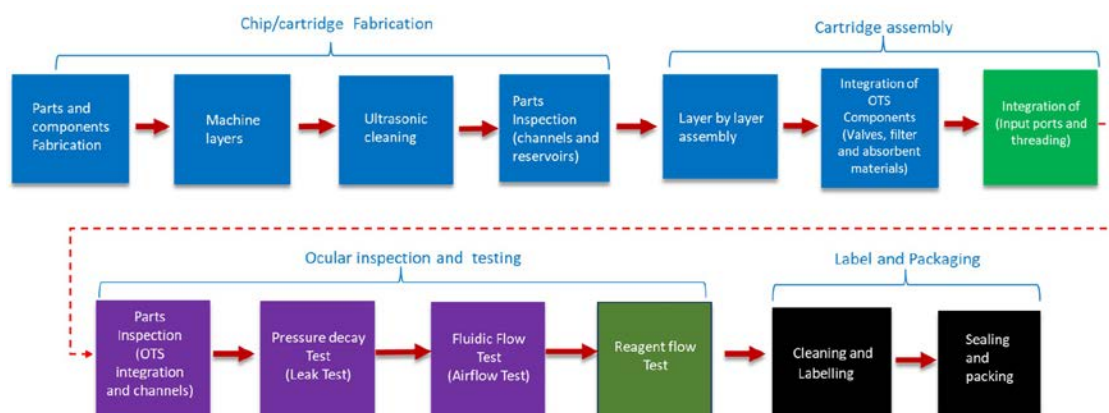 Chip/cartridge Fabrication
Cartridge assembly
Parts and
components
Fabrication
Machine
layers
Ultrasonic
cleaning
Parts
Inspection
(channels and
reservoirs)
Layer by layer
assembly
Integration of
OTS
Components
(Valves, filter
and absorbent
materials)
Integration of
(Input ports and
threading)
Ocular inspection and testing
Label and Packaging
Parts
Inspection
(OTS
integration
and channels)
Pressure decay
Test
(Leak Test)
Fluidic Flow
Test
(Airflow Test)
Reagent flow
Test
Cleaning and
Labelling
Sealing
and
packing